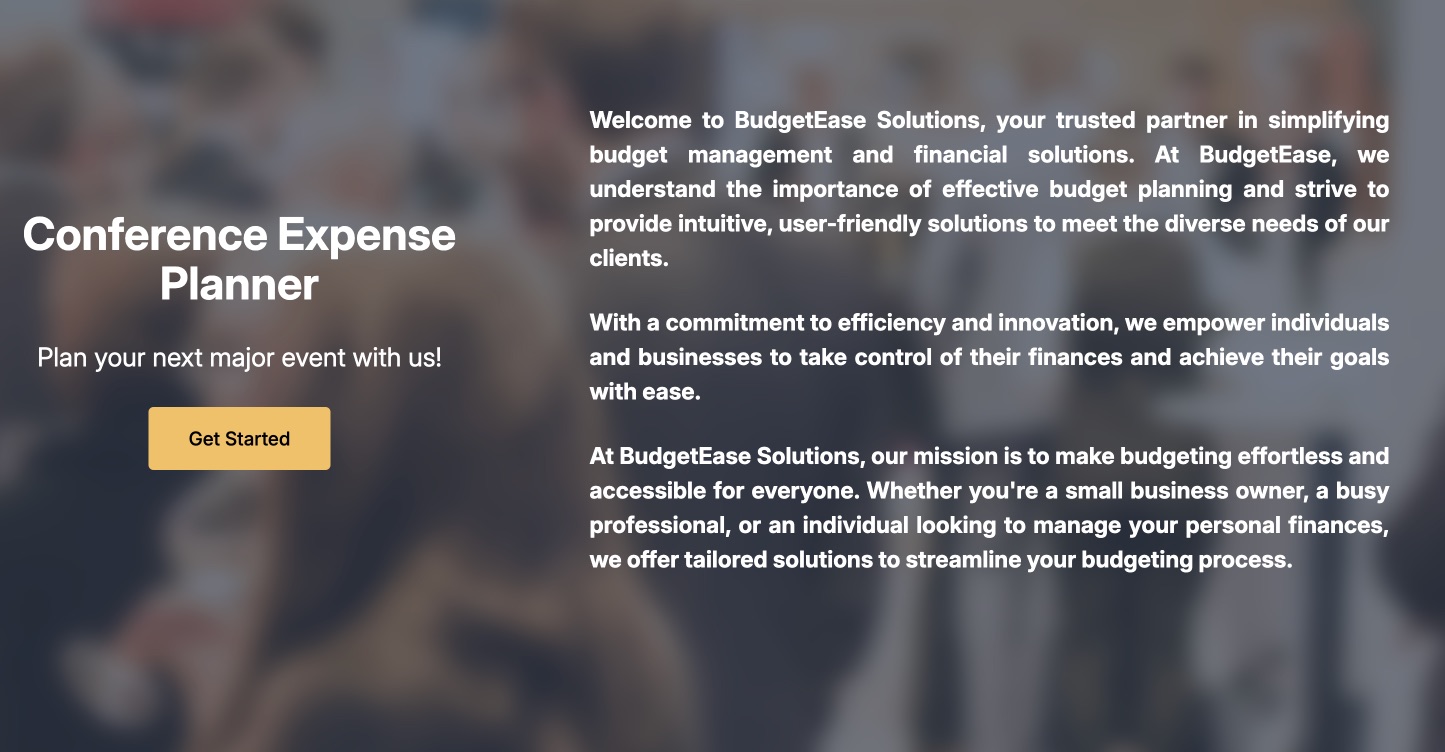 Conference Expense
Planner
Plan your next major event with us!
Get Started
Welcome to BudgetEase Solutions, your trusted partner in simplifying
budget management and financial solutions. At BudgetEase, we
understand the importance of effective budget planning and strive to
provide intuitive, user-friendly solutions to meet the diverse needs of our
clients.
With a commitment to efficiency and innovation, we empower individuals
and businesses to take control of their finances and achieve their goals
with ease.
At BudgetEase Solutions, our mission is to make budgeting effortless and
accessible for everyone. Whether you're a small business owner, a busy
professional, or an individual looking to manage your personal finances,
we offer tailored solutions to streamline your budgeting process.